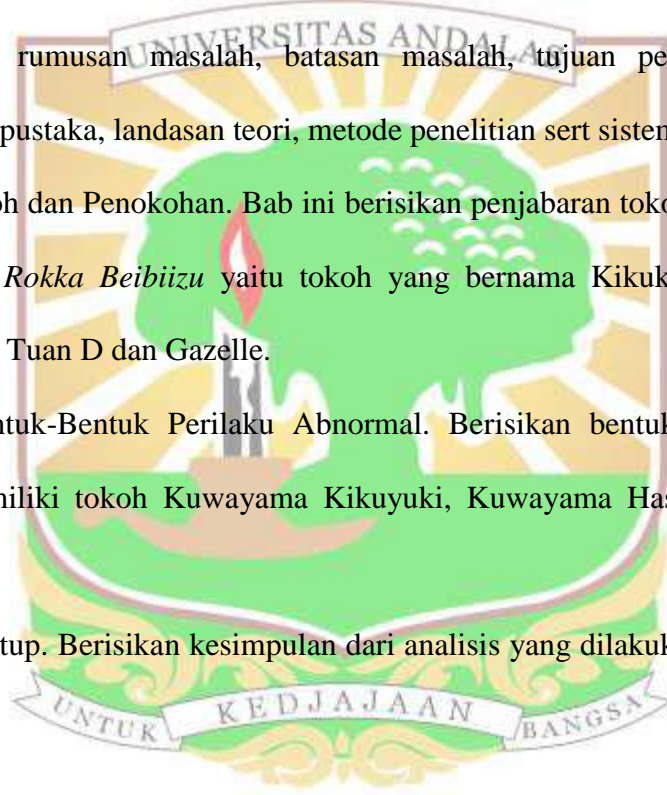 UNIVERSITAS ANDALAS
rumusan masalah, batasan masalah, tujuan pe
pustaka, landasan teori, metode penelitian sert sisten
oh dan Penokohan. Bab ini berisikan penjabaran toko
Rokka Beibiizu yaitu tokoh yang bernama Kikuk
Tuan D dan Gazelle.
ntuk-Bentuk Perilaku Abnormal. Berisikan bentuk
miliki tokoh Kuwayama Kikuyuki, Kuwayama Has
utup. Berisikan kesimpulan dari analisis yang dilakuk
UNTUK KEDJAJAAN BANGSA